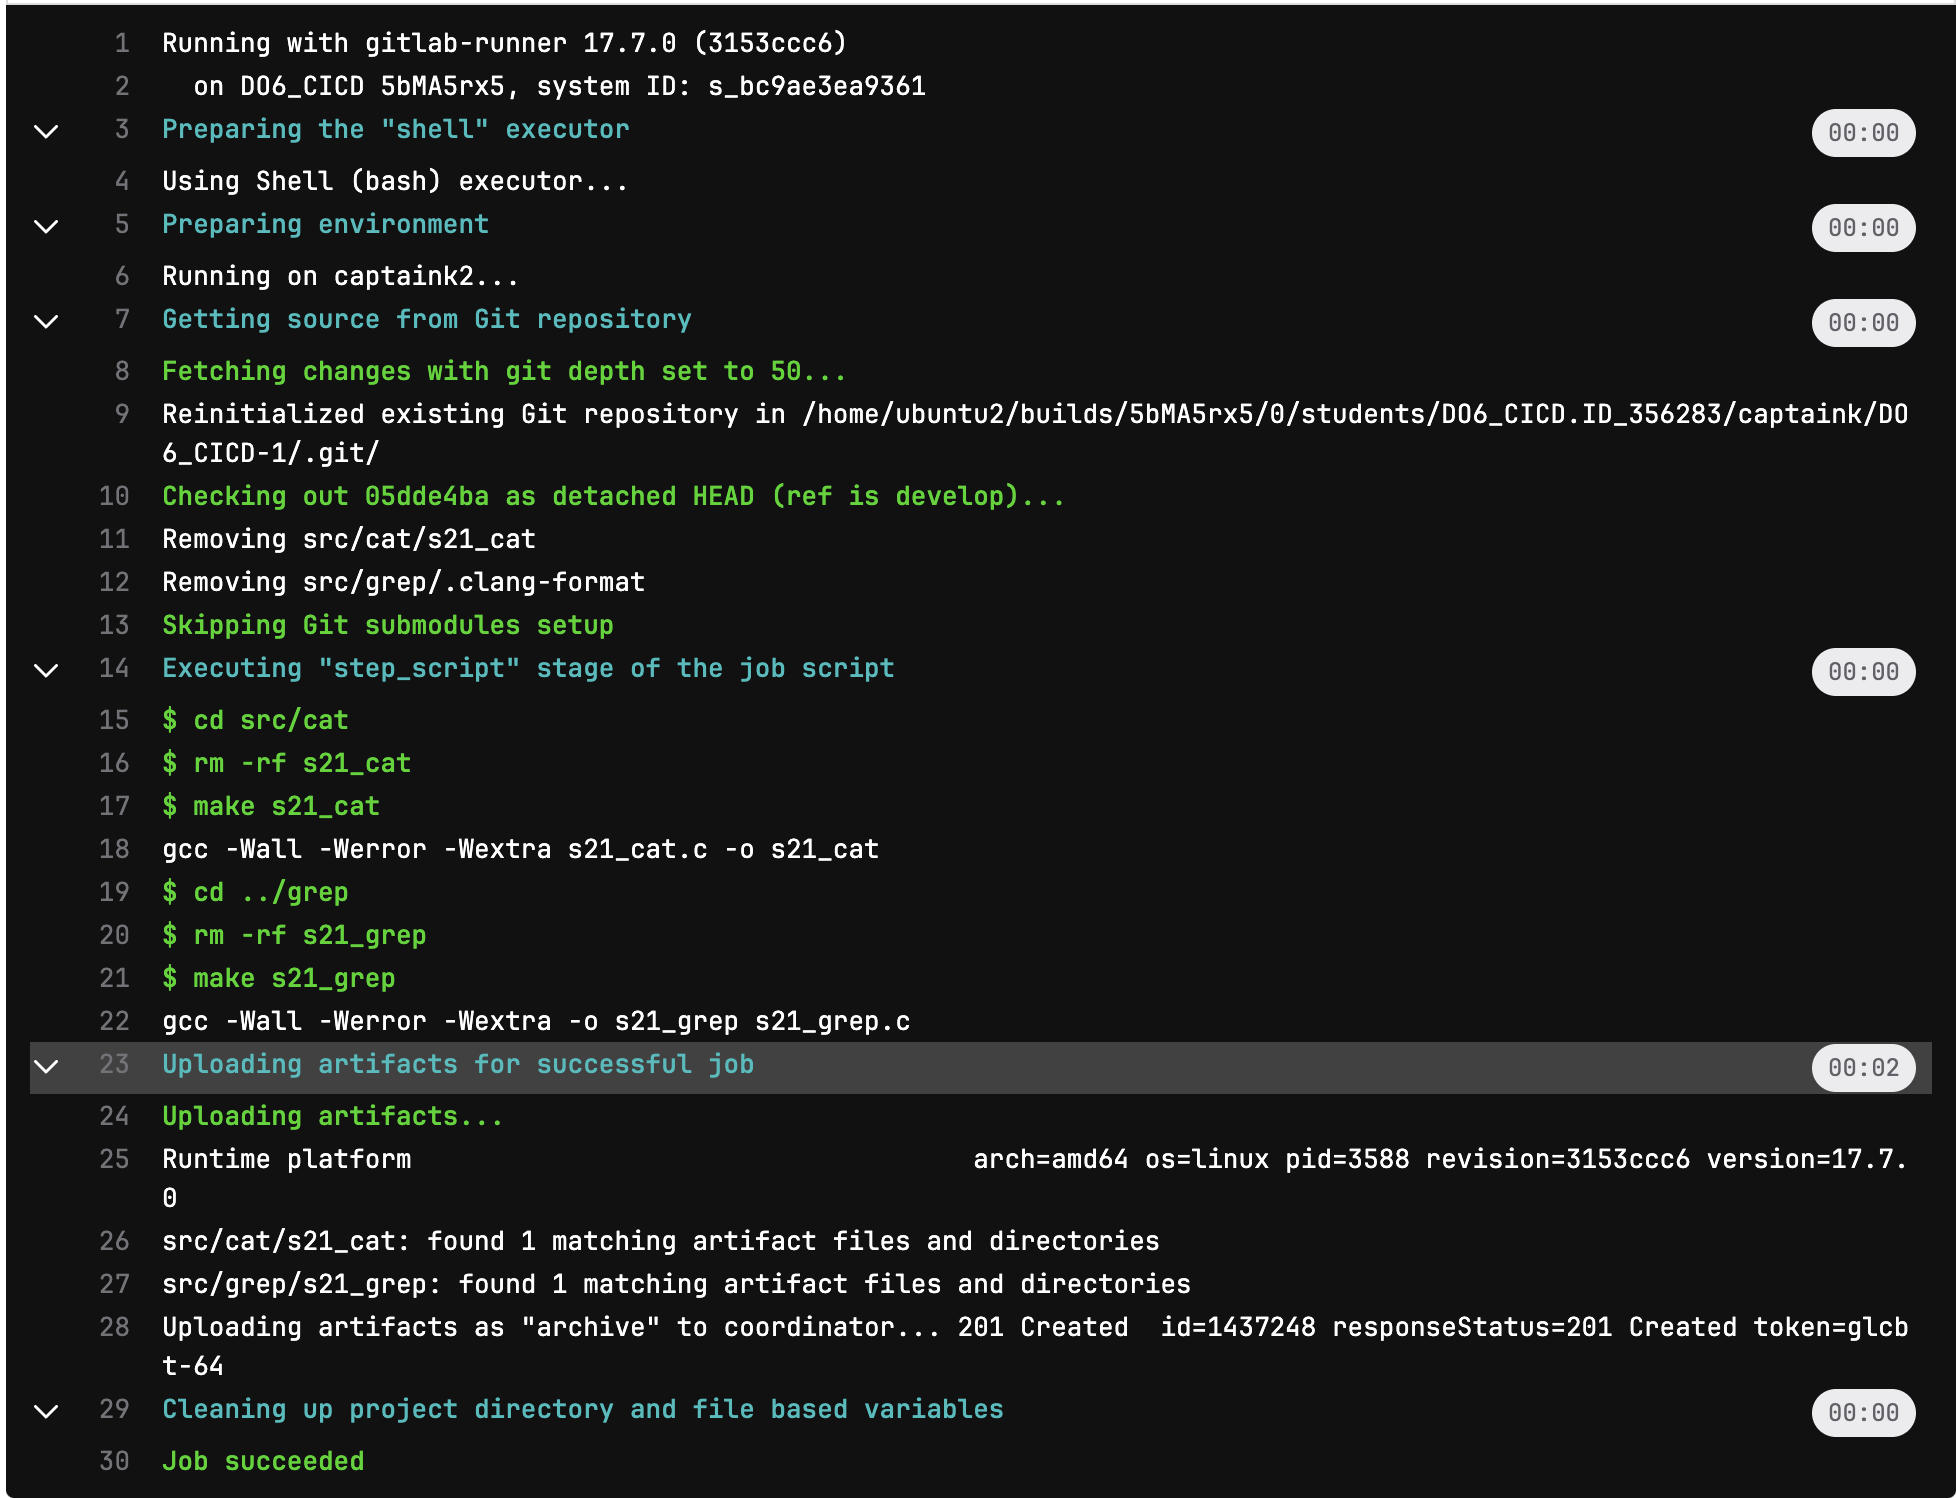 1 Running with gitlab-runner 17.7.0 (3153ccc6)
2 on DO6_CICD 5bMA5rx5, system ID: s_bc9ae3ea9361
3 Preparing the "shell" executor 00:00
4 Using Shell (bash) executor...
5 Preparing environment 00:00
6 Running on captaink2...
7 Getting source from Git repository 00:00
8 Fetching changes with git depth set to 50...
9 Reinitialized existing Git repository in /home/ubuntu2/builds/5bMA5rx5/0/students/DO6_CICD.ID_356283/captaink/DO
6_CICD-1/.git/
10 Checking out 05dde4ba as detached HEAD (ref is develop)...
11 Removing src/cat/s21_cat
12 Removing src/grep/.clang-format
13 Skipping Git submodules setup
14 Executing "step_script" stage of the job script 00:00
15 $ cd src/cat
16 $ rm -rf s21_cat
17 $ make s21_cat
18 gcc -Wall -Werror -Wextra s21_cat.c -o s21_cat
19 $ cd ../grep
20 $ rm -rf s21_grep
21 $ make s21_grep
22 gcc -Wall -Werror -Wextra -o s21_grep s21_grep.c
23 Uploading artifacts for successful job 00:02
24 Uploading artifacts...
25 Runtime platform arch=amd64 os=linux pid=3588 revision=3153ccc6 version=17.7.
0
26 src/cat/s21_cat: found 1 matching artifact files and directories
27 src/grep/s21_grep: found 1 matching artifact files and directories
28 Uploading artifacts as "archive" to coordinator... 201 Created id=1437248 responseStatus=201 Created token=glcb
t-64
29 Cleaning up project directory and file based variables 00:00
30 Job succeeded